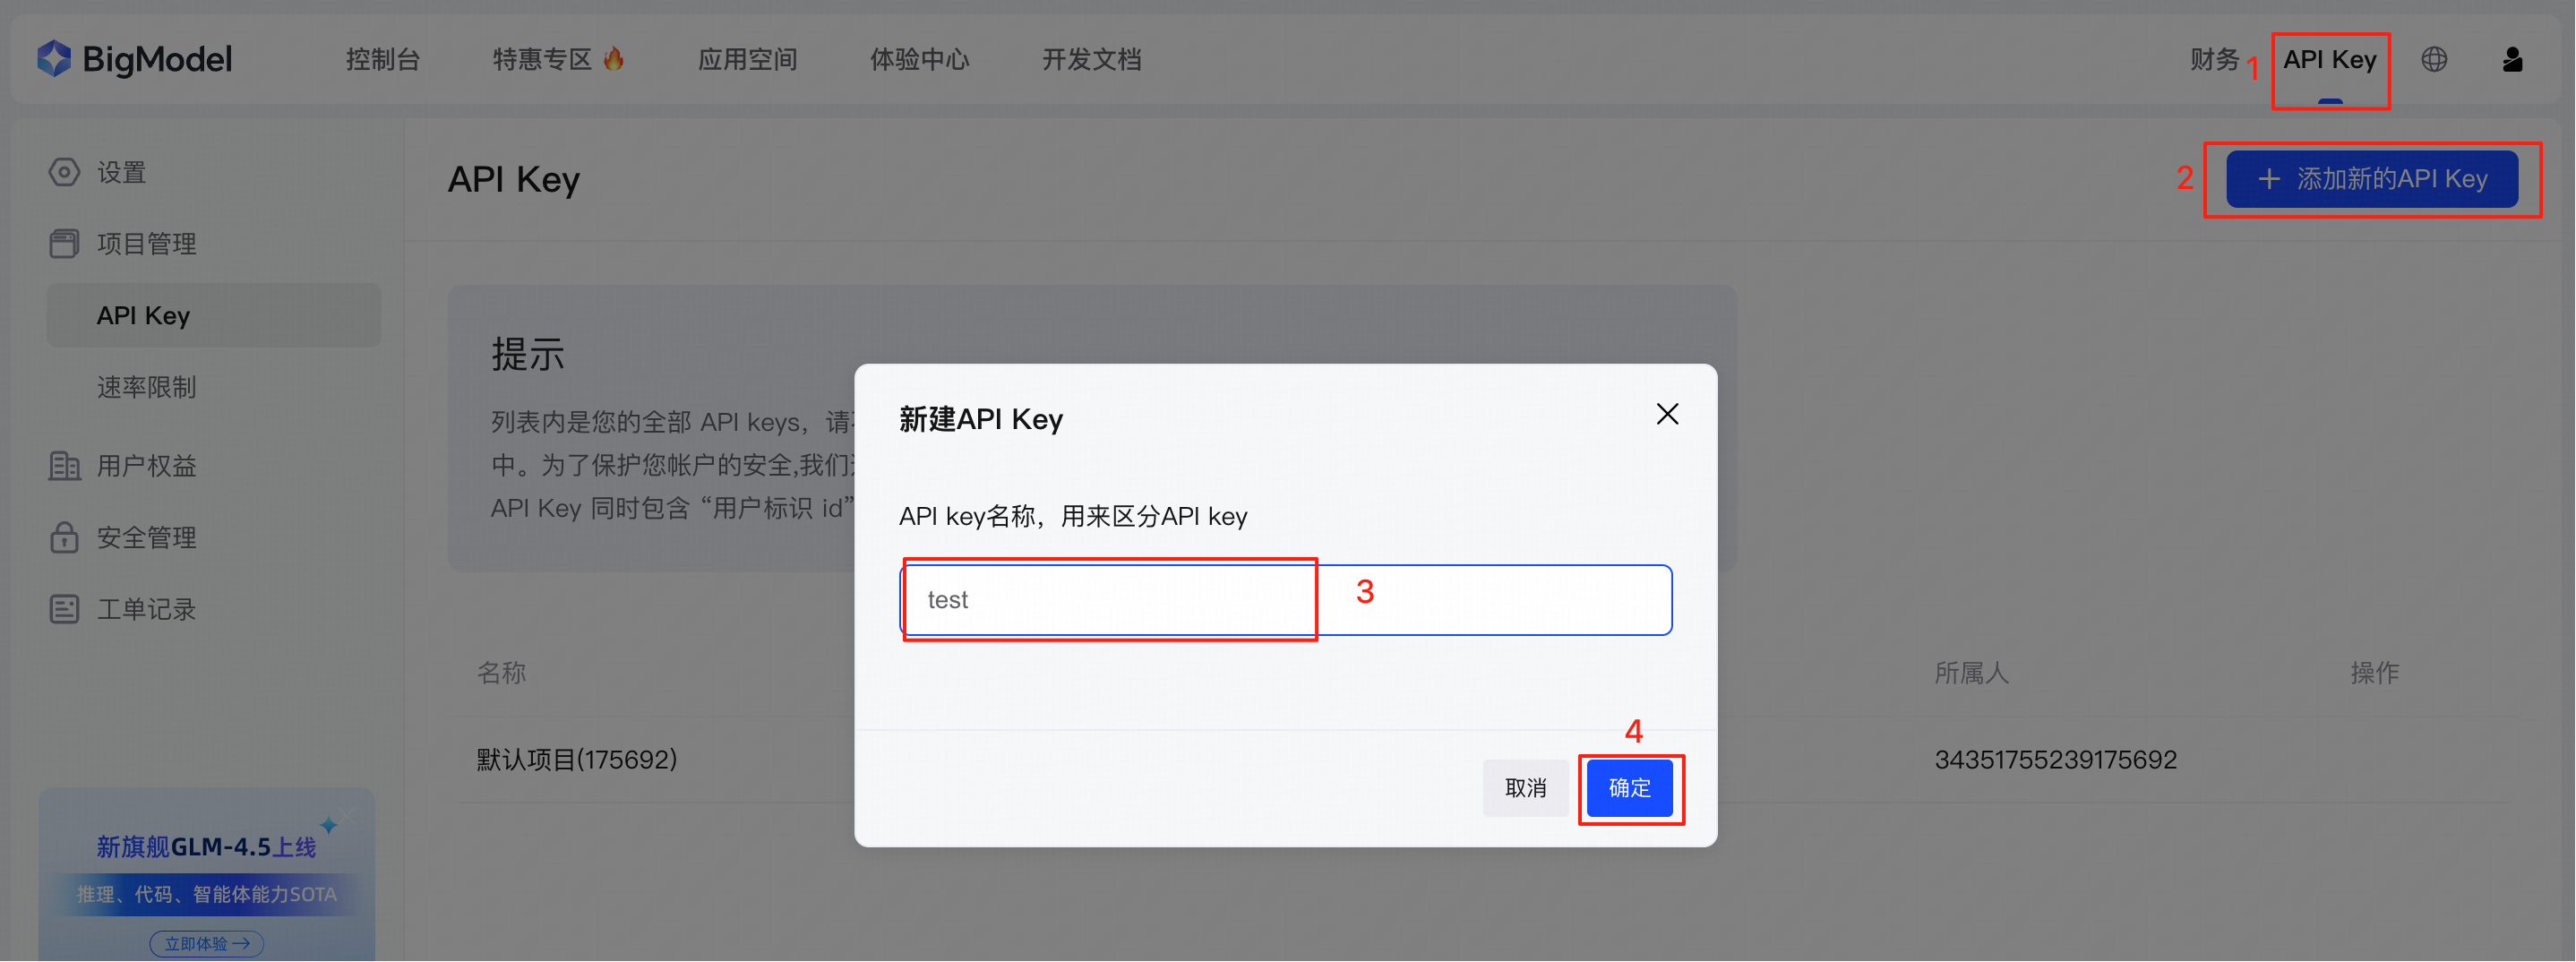 BigModel
控制台
特惠专区
应用空间
体验中心
开发文档
财务
1
API Key
设置
项目管理
API Key
速率限制
用户权益
安全管理
工单记录
新旗舰GLM-4.5上线
推理、代码、智能体能力SOTA
立即体验
API Key
2
添加新的API Key
提示
列表内是您的全部 API keys，请
中。为了保护您帐户的安全,我们
API Key 同时包含 “用户标识 id”
名称
所属人
操作
默认项目(175692)
34351755239175692
新建API Key
API key名称，用来区分API key
test
3
4
取消
确定